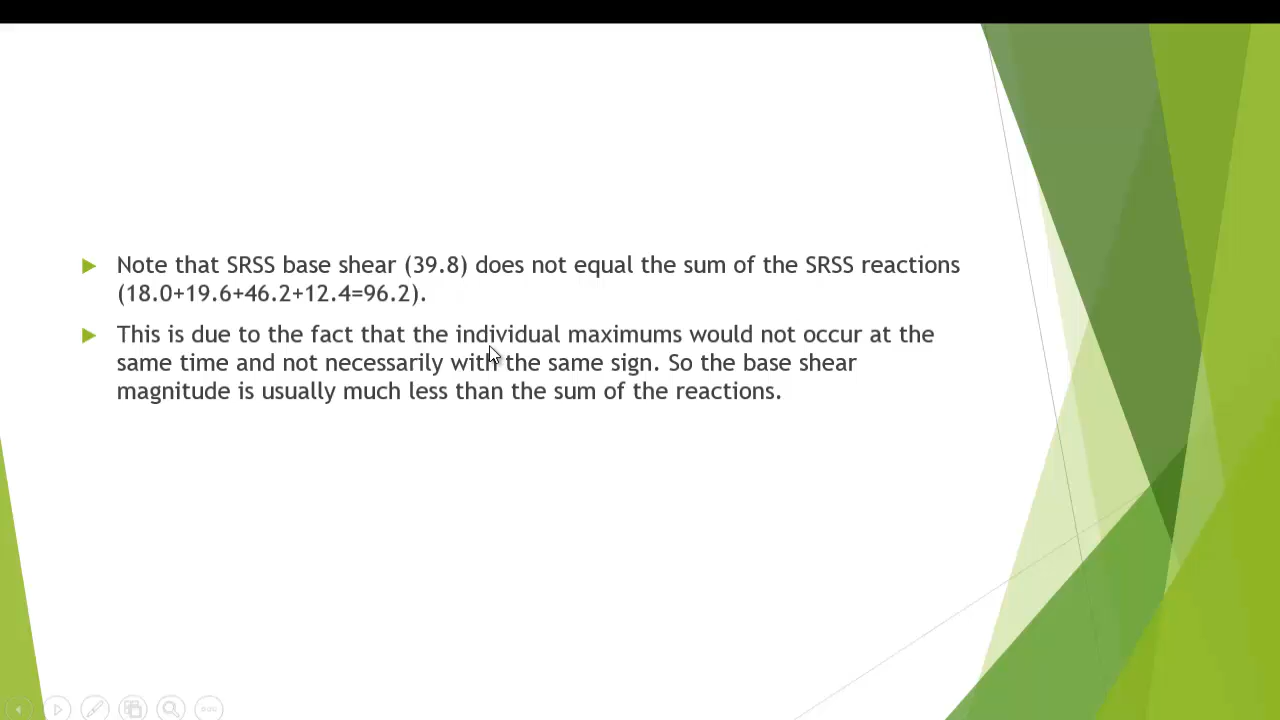 Note that SRSS base shear (39.8) does not equal the sum of the SRSS reactions
(18.0+19.6+46.2+12.4=96.2).
This is due to the fact that the individual maximums would not occur at the
same time and not necessarily with the same sign. So the base shear
magnitude is usually much less than the sum of the reactions.